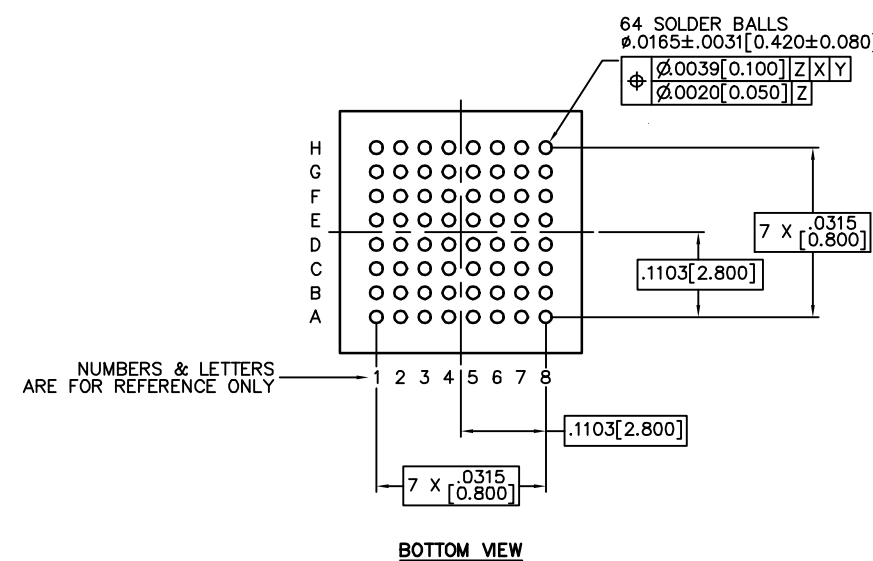 64 SOLDER BALLS
ø.0165±.0031[0.420±0.080]
⌖ Ø.0039[0.100] Z X Y
Ø.0020[0.050] Z
H
G
F
E
D
C
B
A
7 X .0315
[0.800]
.1103[2.800]
NUMBERS & LETTERS
ARE FOR REFERENCE ONLY
1 2 3 4 5 6 7 8
.1103[2.800]
7 X .0315
[0.800]
BOTTOM VIEW